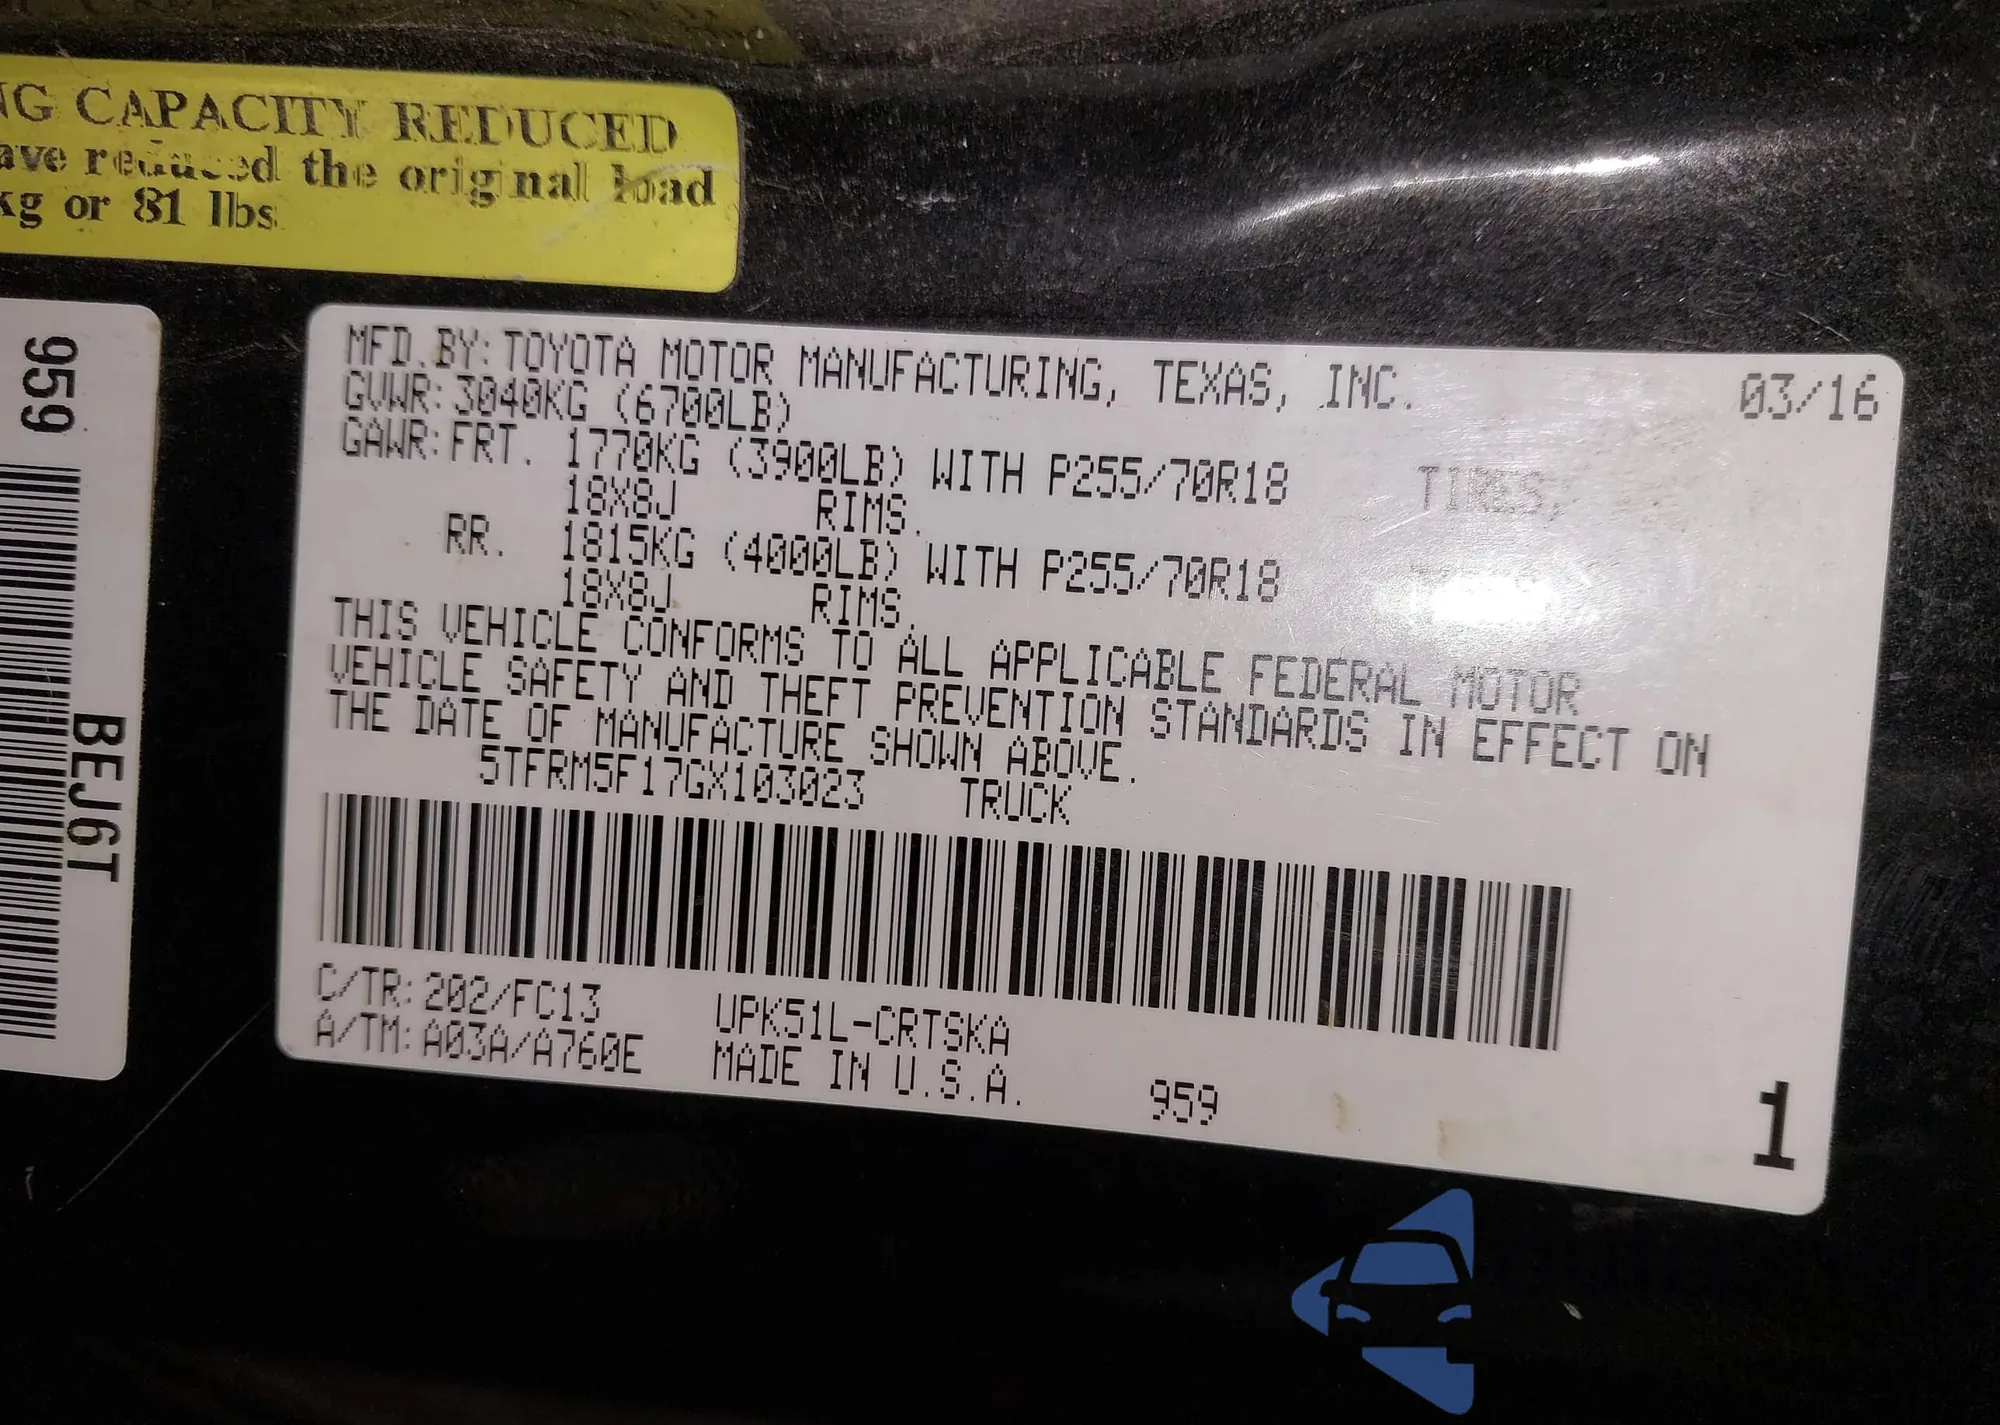 NG CAPACITY REDUCED
ave reduced the original load
kg or 81 lbs.
959
BEJ6T
MFD.BY:TOYOTA MOTOR MANUFACTURING, TEXAS, INC. 03/16
GVWR:3040KG (6700LB)
GAWR:FRT. 1770KG (3900LB) WITH P255/70R18 TIRES,
18X8J RIMS.
RR. 1815KG (4000LB) WITH P255/70R18
18X8J RIMS.
THIS VEHICLE CONFORMS TO ALL APPLICABLE FEDERAL MOTOR
VEHICLE SAFETY AND THEFT PREVENTION STANDARDS IN EFFECT ON
THE DATE OF MANUFACTURE SHOWN ABOVE.
5TFRM5F17GX103023 TRUCK
C/TR:202/FC13 UPK51L-CRTSKA
A/TM:A03A/A760E MADE IN U.S.A. 959
1